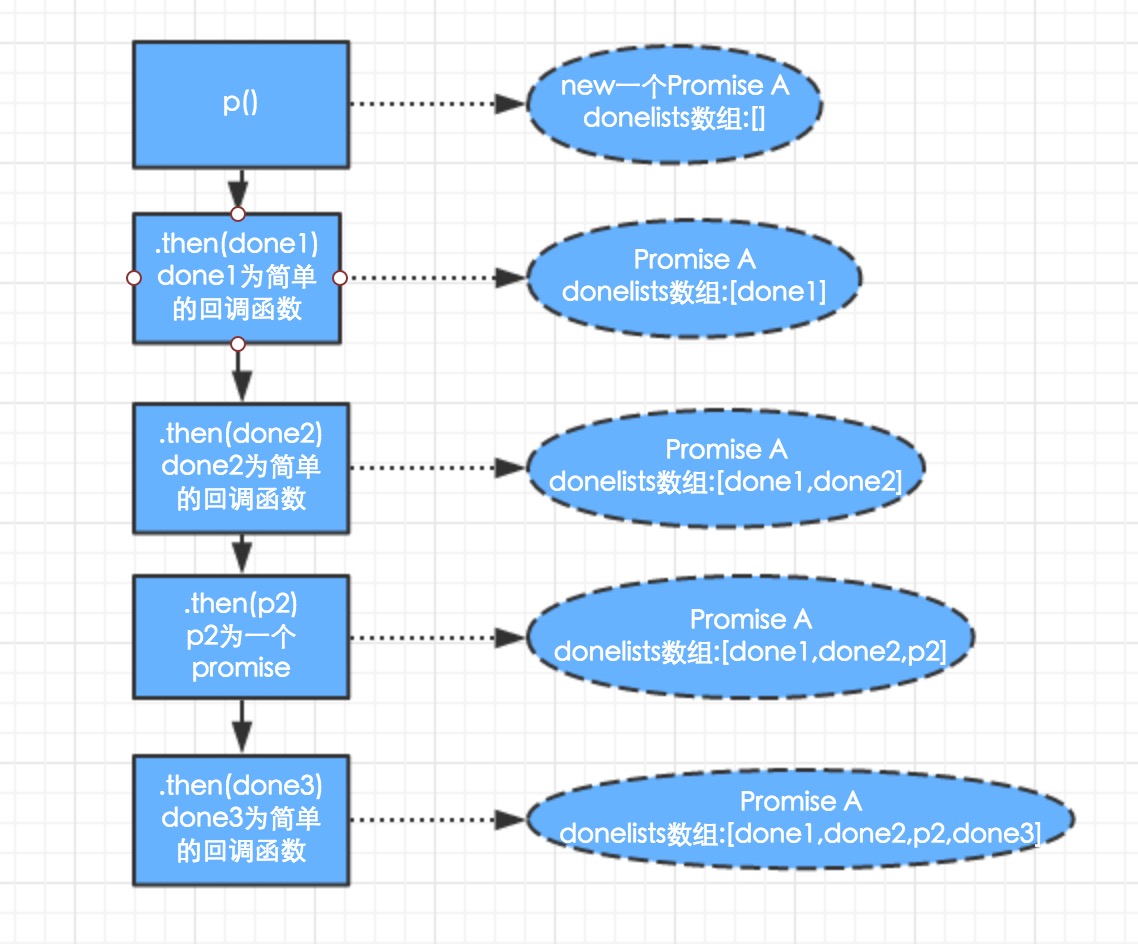 p()
new一个Promise A
donelists数组:[]
.then(done1)
done1为简单
的回调函数
Promise A
donelists数组:[done1]
.then(done2)
done2为简单
的回调函数
Promise A
donelists数组:[done1,done2]
.then(p2)
p2为一个
promise
Promise A
donelists数组:[done1,done2,p2]
.then(done3)
done3为简单
的回调函数
Promise A
donelists数组:[done1,done2,p2,done3]